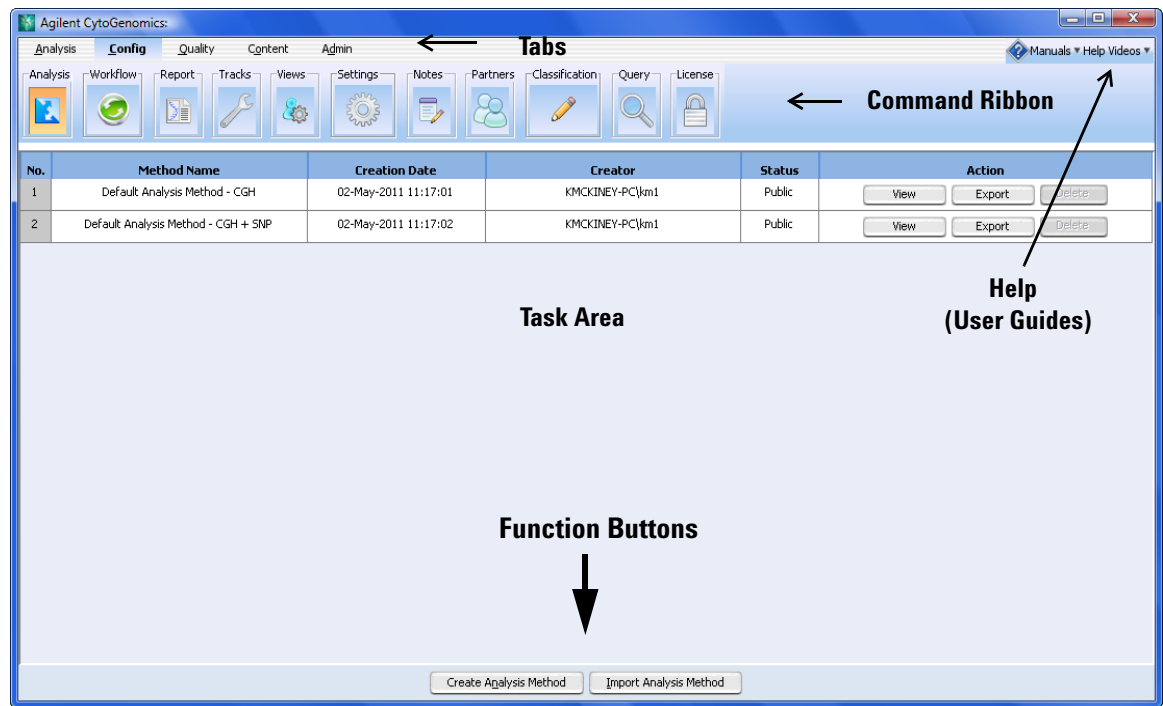 Agilent CytoGenomics:
Analysis Config Quality Content Admin
Tabs
Manuals Help Videos
Analysis Workflow Report Tracks Views Settings Notes Partners Classification Query License
Command Ribbon
No. Method Name Creation Date Creator Status Action
1 Default Analysis Method - CGH 02-May-2011 11:17:01 KMCKINEY-PC\km1 Public View Export Delete
2 Default Analysis Method - CGH + SNP 02-May-2011 11:17:02 KMCKINEY-PC\km1 Public View Export Delete
Help
(User Guides)
Task Area
Function Buttons
Create Analysis Method Import Analysis Method